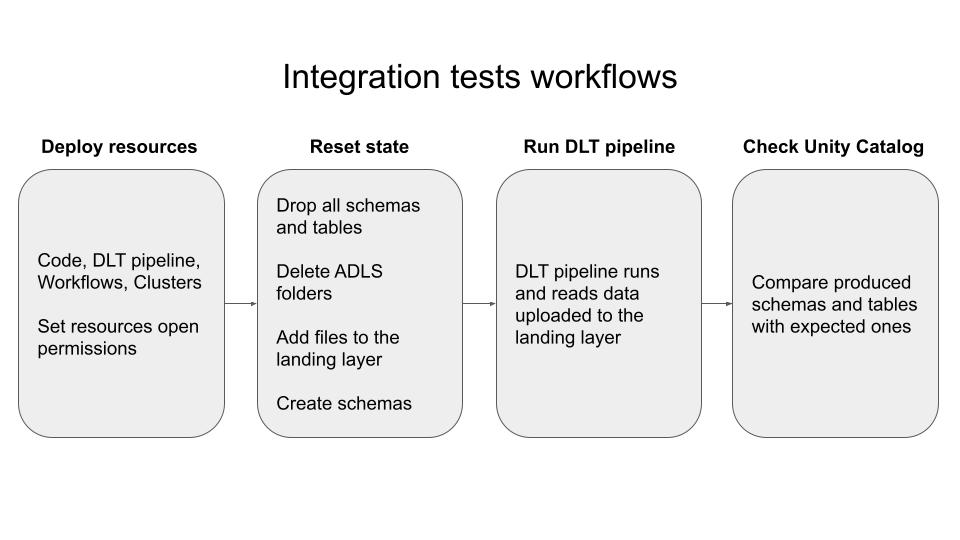 Integration tests workflows
Deploy resources
Code, DLT pipeline,
Workflows, Clusters
Set resources open
permissions
Reset state
Drop all schemas
and tables
Delete ADLS
folders
Add files to the
landing layer
Create schemas
Run DLT pipeline
DLT pipeline runs
and reads data
uploaded to the
landing layer
Check Unity Catalog
Compare produced
schemas and tables
with expected ones